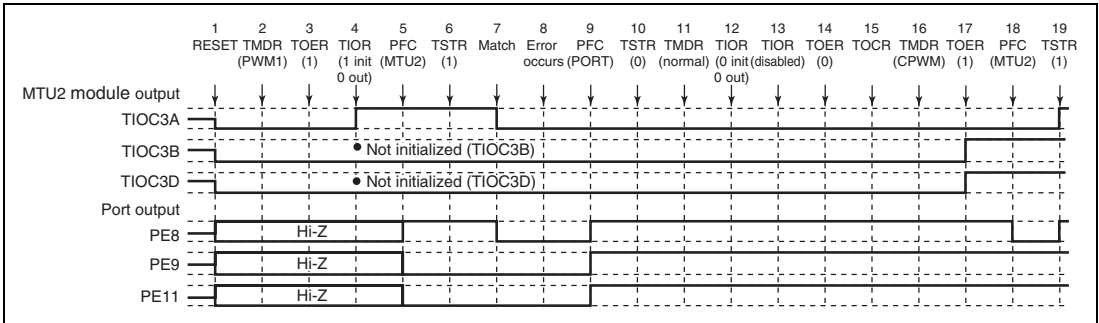 1 2 3 4 5 6 7 8 9 10 11 12 13 14 15 16 17 18 19
RESET TMDR TOER TIOR PFC TSTR Match Error PFC TSTR TMDR TIOR TIOR TOER TOCR TMDR TOER PFC TSTR
(PWM1) (1) (1 init (MTU2) (1) occurs (PORT) (0) (normal) (0 init (disabled) (0) (CPWM) (1) (MTU2) (1)
0 out) 0 out)
MTU2 module output
TIOC3A
TIOC3B • Not initialized (TIOC3B)
TIOC3D • Not initialized (TIOC3D)
Port output
PE8 Hi-Z
PE9 Hi-Z
PE11 Hi-Z